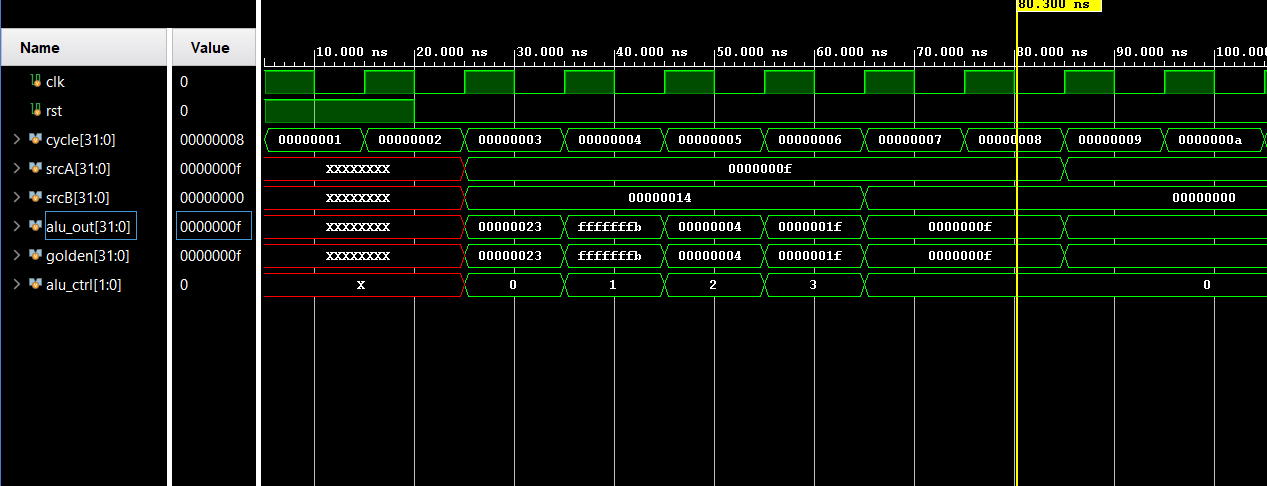 80.300 ns
Name Value 10.000 ns 20.000 ns 30.000 ns 40.000 ns 50.000 ns 60.000 ns 70.000 ns 80.000 ns 90.000 ns 100.00
clk 0
rst 0
cycle[31:0] 00000008 00000001 00000002 00000003 00000004 00000005 00000006 00000007 00000008 00000009 0000000a
srcA[31:0] 0000000f XXXXXXXX 0000000f
srcB[31:0] 00000000 XXXXXXXX 00000014 00000000
alu_out[31:0] 0000000f XXXXXXXX 00000023 fffffffb 00000004 0000001f 0000000f
golden[31:0] 0000000f XXXXXXXX 00000023 fffffffb 00000004 0000001f 0000000f
alu_ctrl[1:0] 0 X 0 1 2 3 0